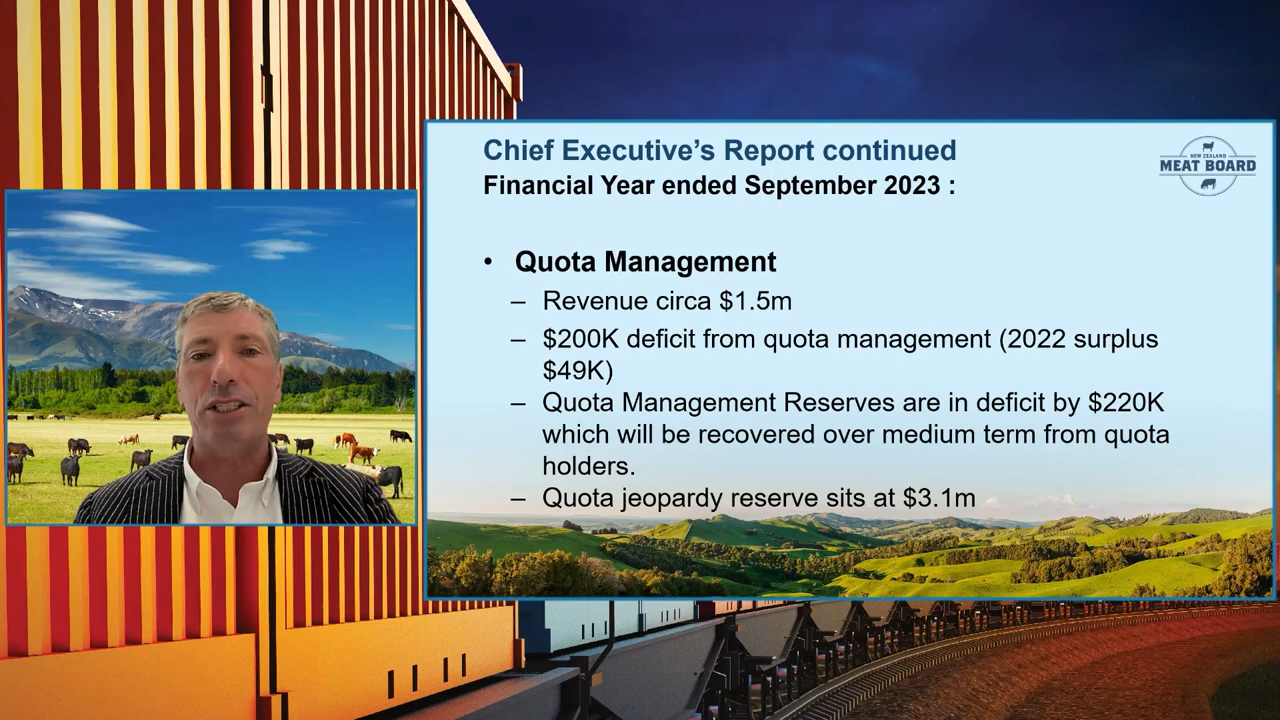 Chief Executive’s Report continued
Financial Year ended September 2023 :
NEW ZEALAND
MEAT BOARD
• Quota Management
– Revenue circa $1.5m
– $200K deficit from quota management (2022 surplus
$49K)
– Quota Management Reserves are in deficit by $220K
which will be recovered over medium term from quota
holders.
– Quota jeopardy reserve sits at $3.1m